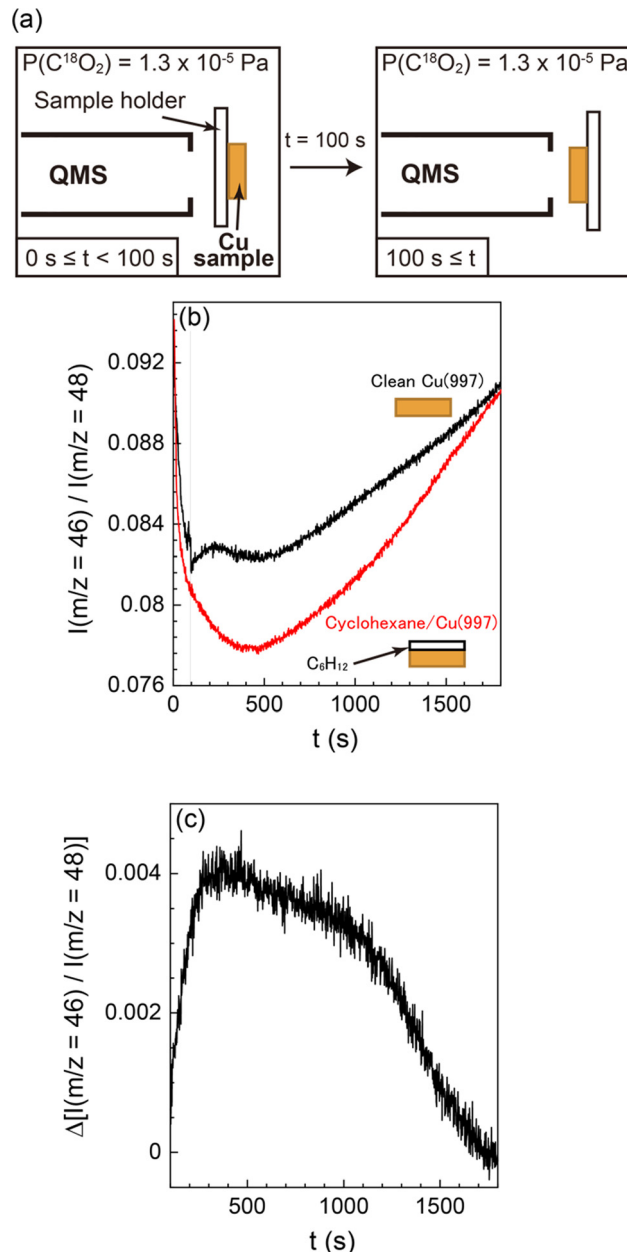 (a)
P(C¹⁸O₂) = 1.3 x 10⁻⁵ Pa
Sample holder
QMS
Cu
sample
0 s ≤ t < 100 s
t = 100 s
P(C¹⁸O₂) = 1.3 x 10⁻⁵ Pa
QMS
100 s ≤ t
(b)
I(m/z = 46) / I(m/z = 48)
0.092
0.088
0.084
0.08
0.076
Clean Cu(997)
Cyclohexane/Cu(997)
C₆H₁₂
0 500 1000 1500
t (s)
(c)
Δ[I(m/z = 46) / I(m/z = 48)]
0.004
0.002
0
500 1000 1500
t (s)